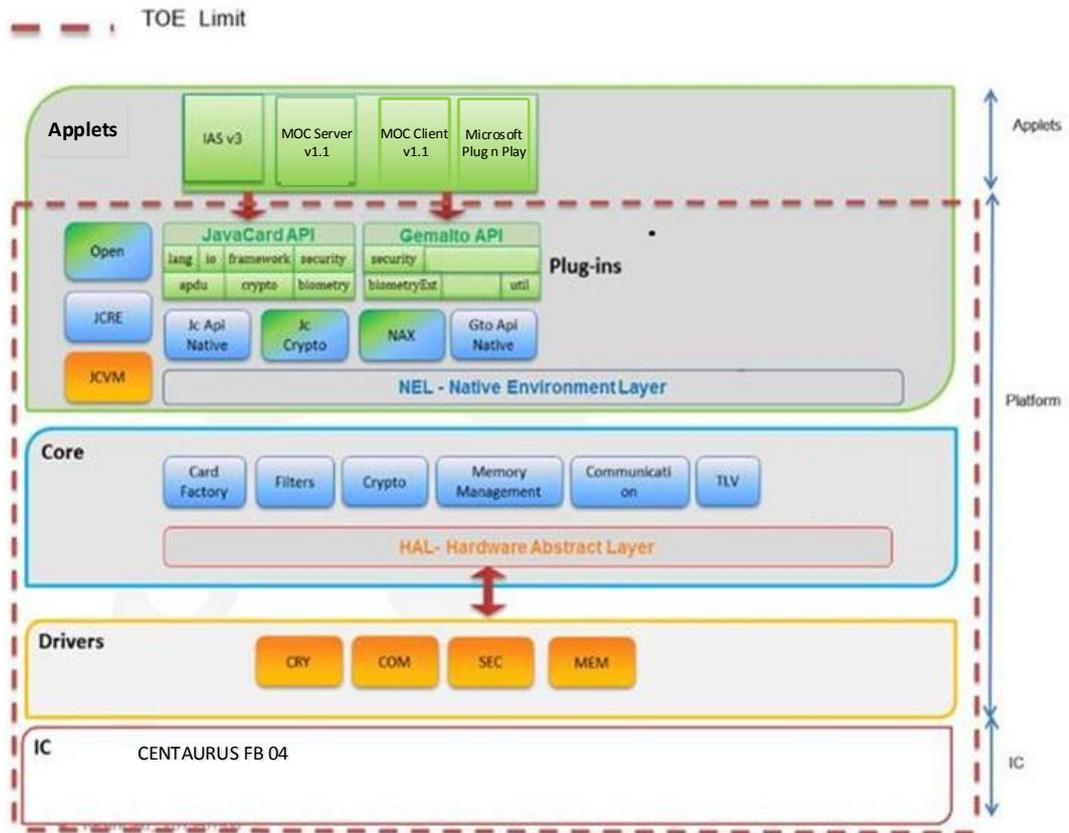 TOE Limit
Applets
IAS v3
MOC Server
v1.1
MOC Client
v1.1
Microsoft
Plug n Play
Applets
Open
JCRE
JCVM
JavaCard API
lang io framework security
apdu crypto biometry
Gemalto API
security
biometryExt util
Plug-ins
Jc Api
Native
Jc
Crypto
NAX
Gto Api
Native
NEL - Native Environment Layer
Platform
Core
Card
Factory
Filters
Crypto
Memory
Management
Communicati
on
TLV
HAL- Hardware Abstract Layer
Drivers
CRY
COM
SEC
MEM
IC
CENTAURUS FB 04
IC